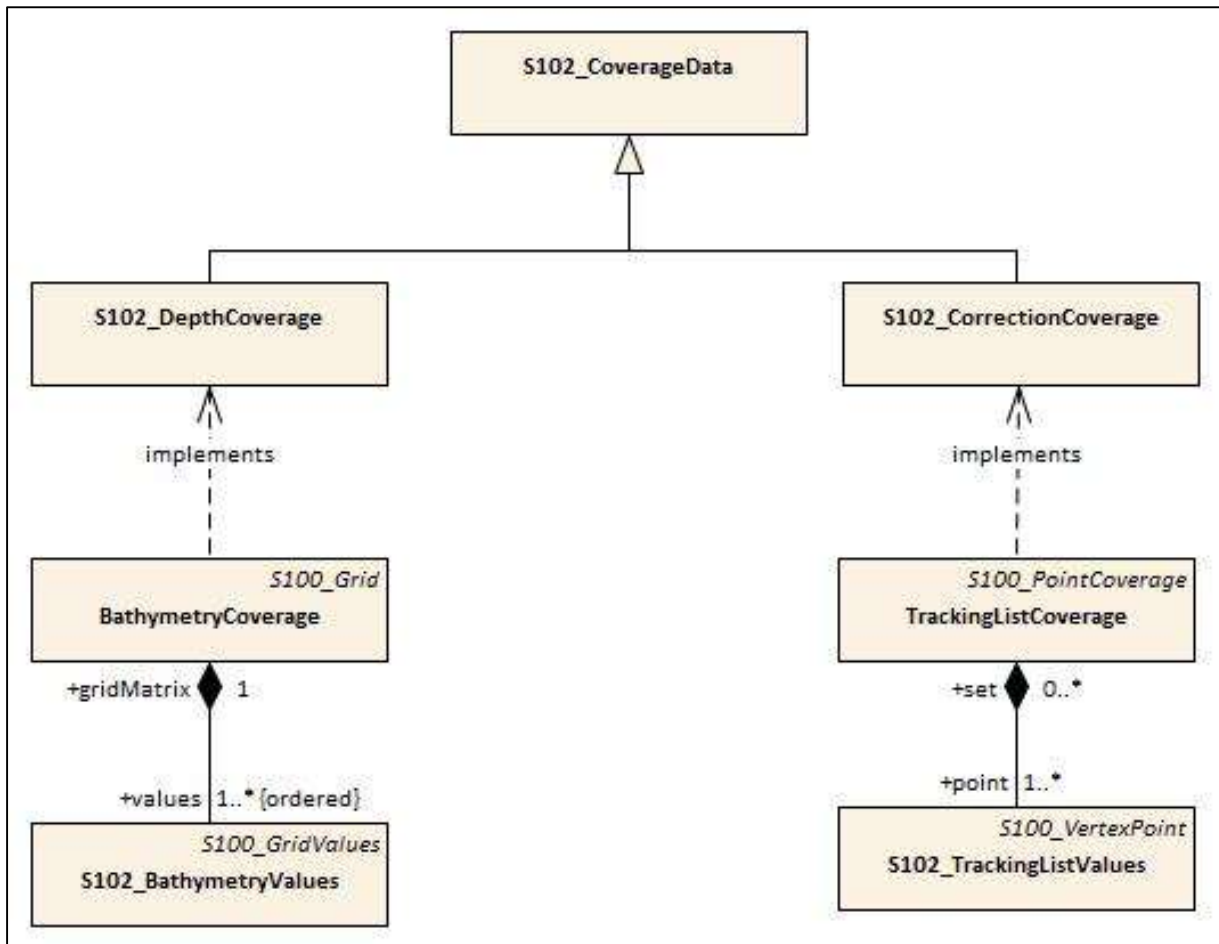 S102_CoverageData
S102_DepthCoverage
S102_CorrectionCoverage
implements
implements
S100_Grid
BathymetryCoverage
S100_PointCoverage
TrackingListCoverage
+gridMatrix 1
+set 0..*
+values 1..* {ordered}
+point 1..*
S100_GridValues
S102_BathymetryValues
S100_VertexPoint
S102_TrackingListValues